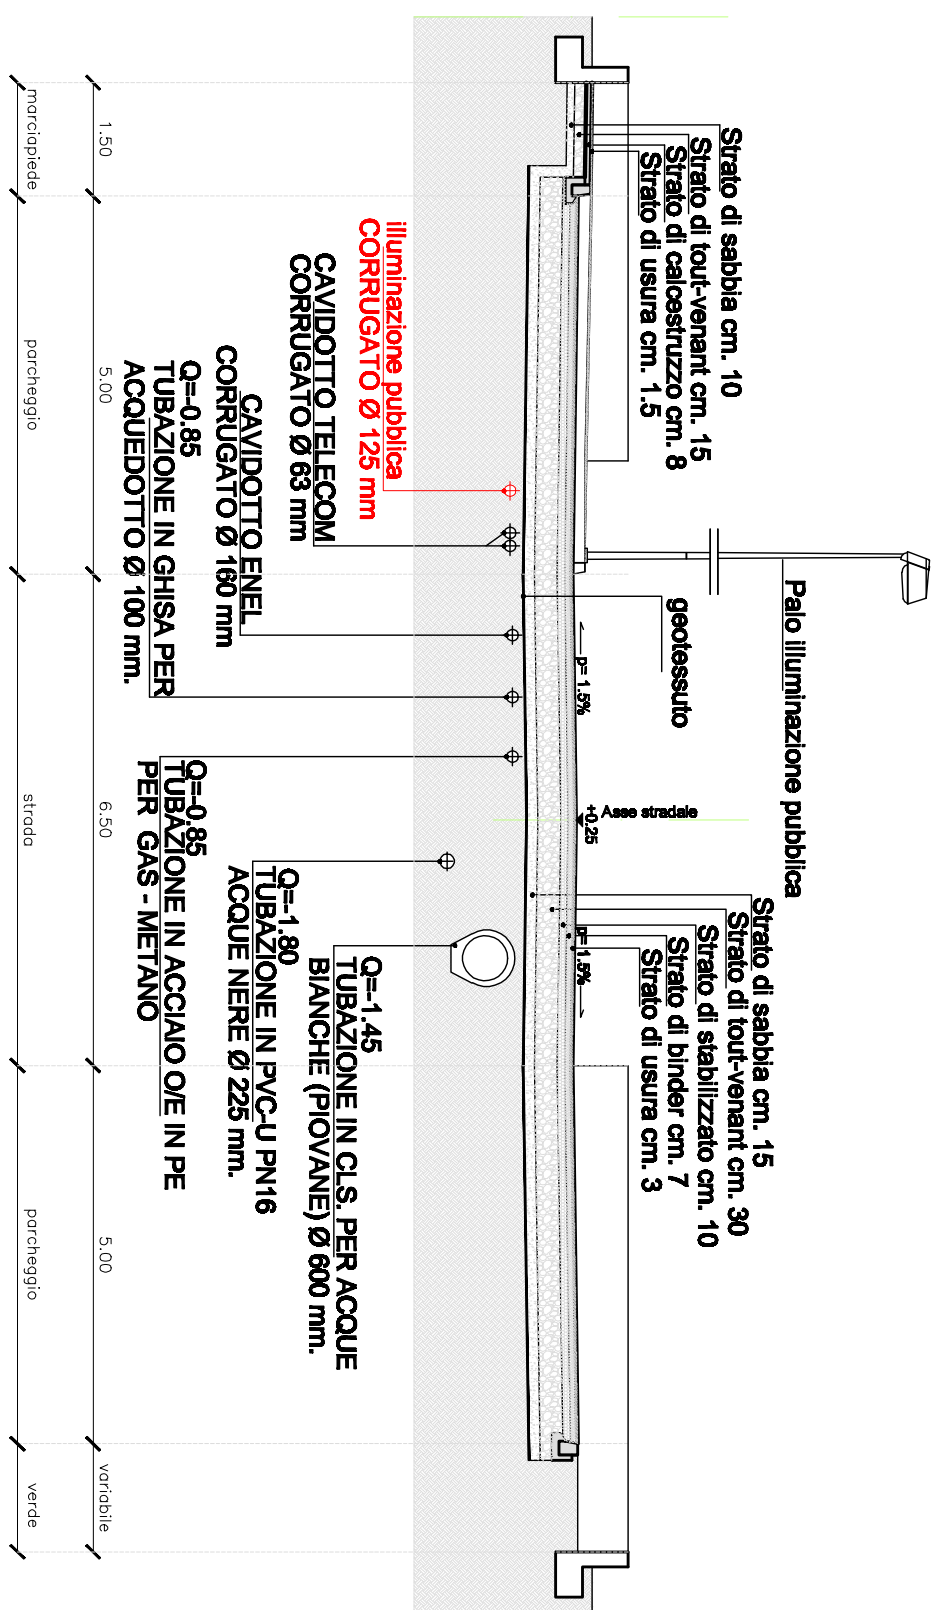 Palo illuminazione pubblica
Strato di sabbia cm. 10
Strato di tout-venant cm. 15
Strato di calcestruzzo cm. 8
Strato di usura cm. 1.5
geotessuto
Strato di sabbia cm. 15
Strato di tout-venant cm. 30
Strato di stabilizzato cm. 10
Strato di binder cm. 7
Strato di usura cm. 3
Asse stradale
+0.25
p= 1.5%
p= 1.5%
illuminazione pubblica
CORRUGATO Ø 125 mm
CAVIDOTTO TELECOM
CORRUGATO Ø 63 mm
CAVIDOTTO ENEL
CORRUGATO Ø 160 mm
Q=-0.85
TUBAZIONE IN GHISA PER
ACQUEDOTTO Ø 100 mm.
Q=-1.45
TUBAZIONE IN CLS. PER ACQUE
BIANCHE (PIOVANE) Ø 600 mm.
Q=-1.80
TUBAZIONE IN PVC-U PN16
ACQUE NERE Ø 225 mm.
Q=-0.85
TUBAZIONE IN ACCIAIO O/E IN PE
PER GAS - METANO
1.50
5.00
6.50
5.00
variabile
marciapiede
parcheggio
strada
parcheggio
verde